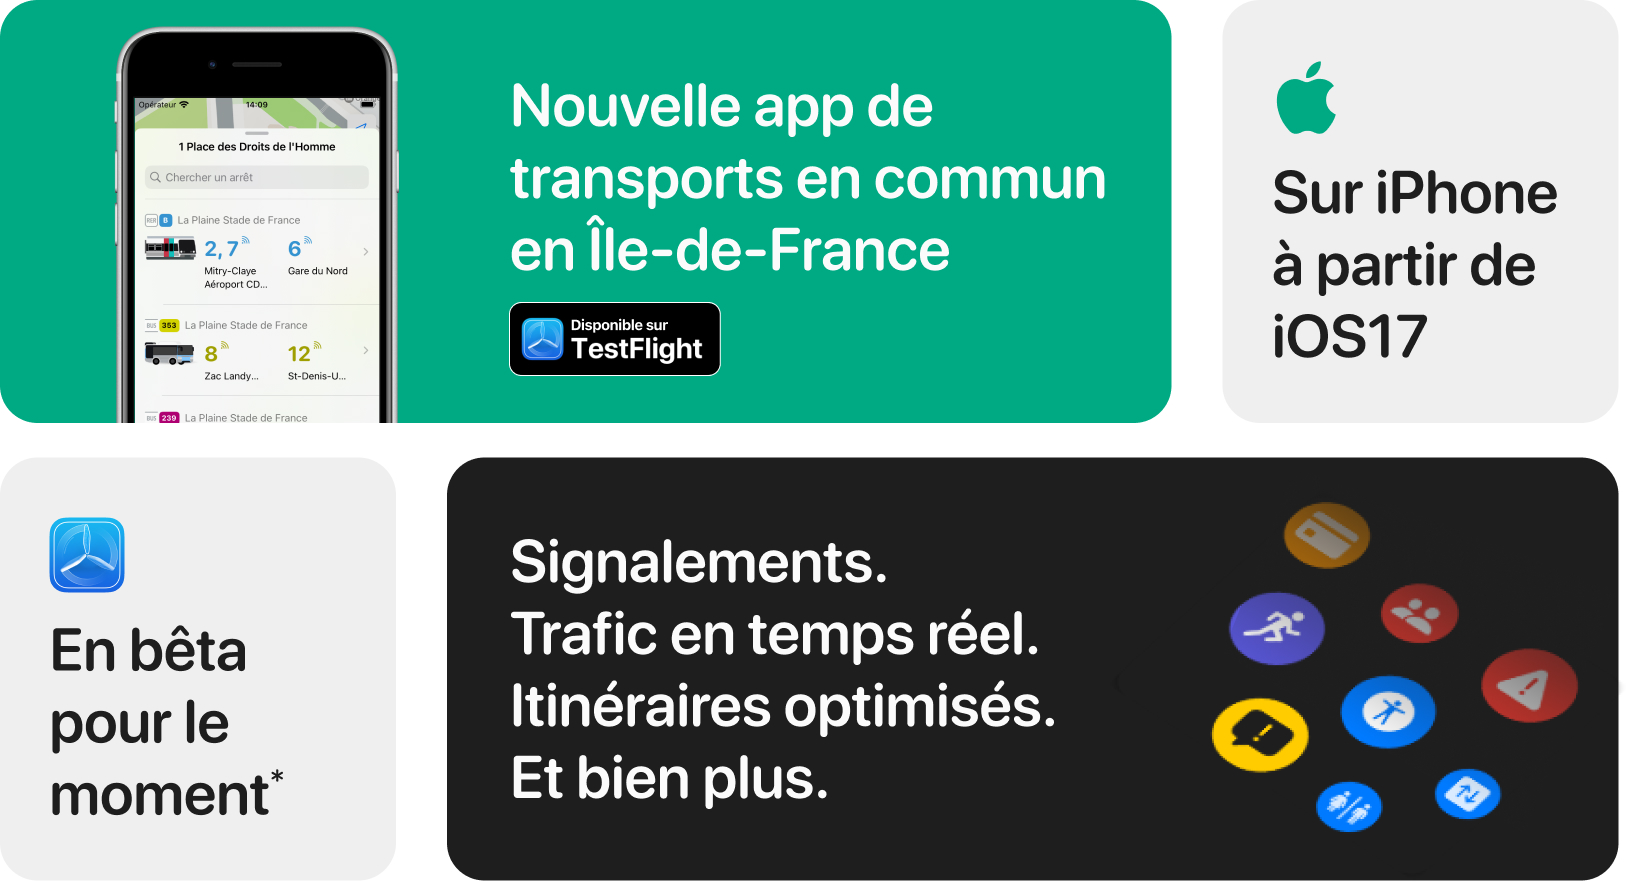 Opérateur 14:09
1 Place des Droits de l'Homme
Chercher un arrêt
RER B La Plaine Stade de France
2, 7 6
Mitry-Claye Gare du Nord
Aéroport CD...
BUS 353 La Plaine Stade de France
8 12
Zac Landy... St-Denis-U...
BUS 239 La Plaine Stade de France
Nouvelle app de
transports en commun
en Île-de-France
Disponible sur
TestFlight
Sur iPhone
à partir de
iOS17
En bêta
pour le
moment*
Signalements.
Trafic en temps réel.
Itinéraires optimisés.
Et bien plus.